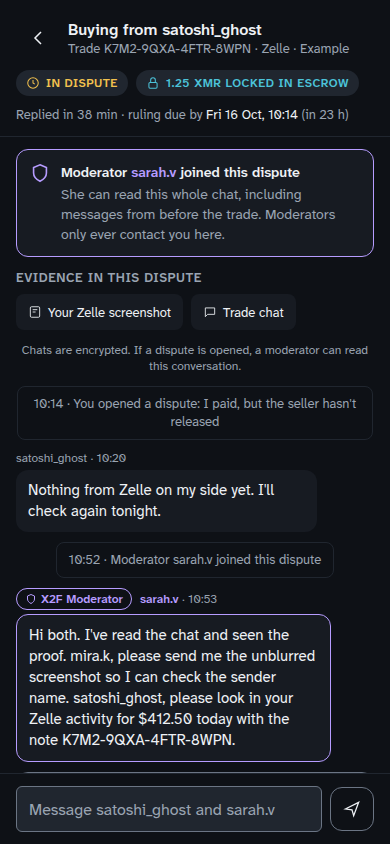 Buying from satoshi_ghost
Trade K7M2-9QXA-4FTR-8WPN · Zelle · Example
IN DISPUTE
1.25 XMR LOCKED IN ESCROW
Replied in 38 min · ruling due by Fri 16 Oct, 10:14 (in 23 h)
Moderator sarah.v joined this dispute
She can read this whole chat, including
messages from before the trade. Moderators
only ever contact you here.
EVIDENCE IN THIS DISPUTE
Your Zelle screenshot
Trade chat
Chats are encrypted. If a dispute is opened, a moderator can read
this conversation.
10:14 · You opened a dispute: I paid, but the seller hasn't
released
satoshi_ghost · 10:20
Nothing from Zelle on my side yet. I'll
check again tonight.
10:52 · Moderator sarah.v joined this dispute
X2F Moderator sarah.v · 10:53
Hi both. I've read the chat and seen the
proof. mira.k, please send me the unblurred
screenshot so I can check the sender
name. satoshi_ghost, please look in your
Zelle activity for $412.50 today with the
note K7M2-9QXA-4FTR-8WPN.
Message satoshi_ghost and sarah.v